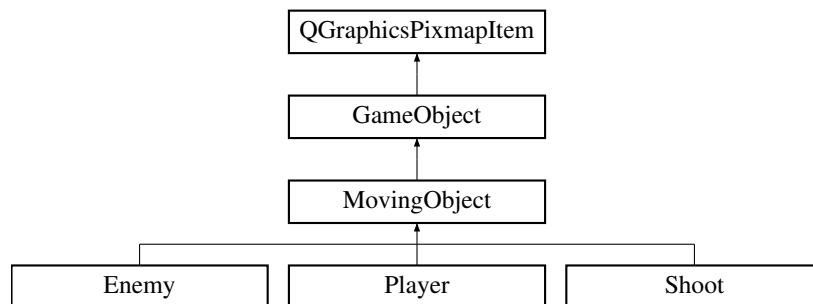 QGraphicsPixmapItem
GameObject
MovingObject
Enemy
Player
Shoot